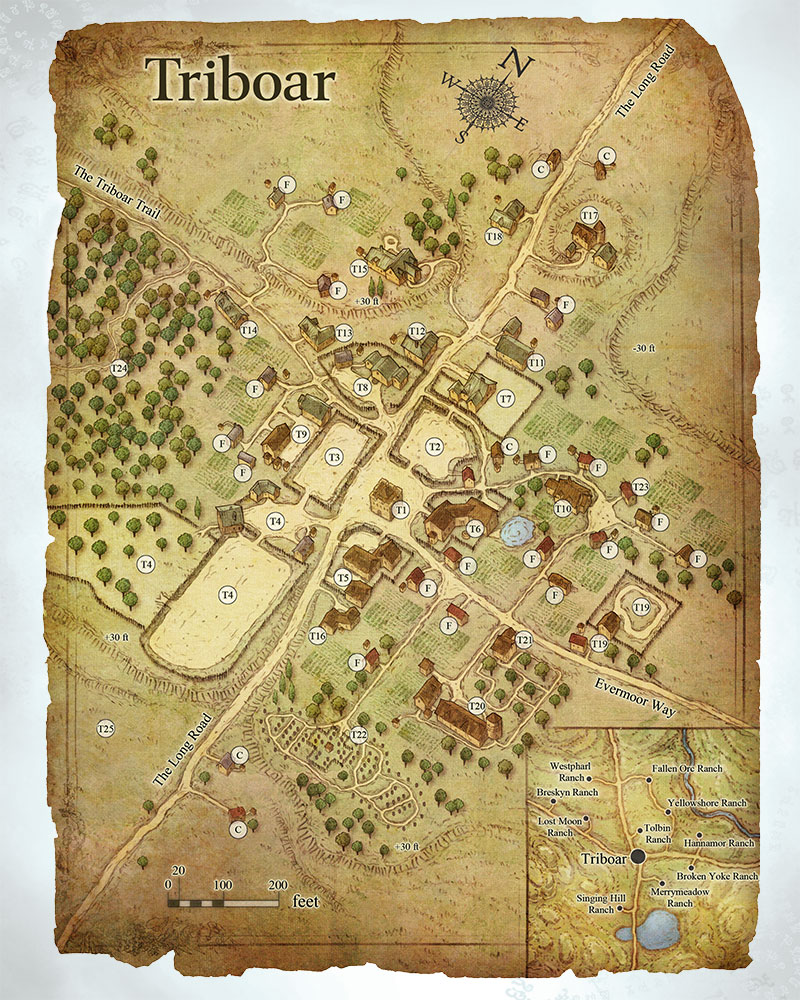 Triboar
N
W
E
S
The Long Road
C
C
The Triboar Trail
F
F
T17
T18
T15
F
+30 ft
F
T14
T13
T12
-30 ft
T11
T24
T8
F
T7
F
T9
T3
T2
C
F
F
F
T10
T23
T1
F
T4
T6
F
F
F
T4
T5
F
T4
F
F
T19
F
T16
T21
T19
+30 ft
F
Evermoor Way
T20
T25
The Long Road
T22
C
C
+30 ft
20
0
100
200
feet
Westpharl
Ranch
Fallen Orc Ranch
Breskyn Ranch
Yellowshore Ranch
Lost Moon
Ranch
Tolbin
Ranch
Hannamor Ranch
Triboar
Broken Yoke Ranch
Merrymeadow
Ranch
Singing Hill
Ranch